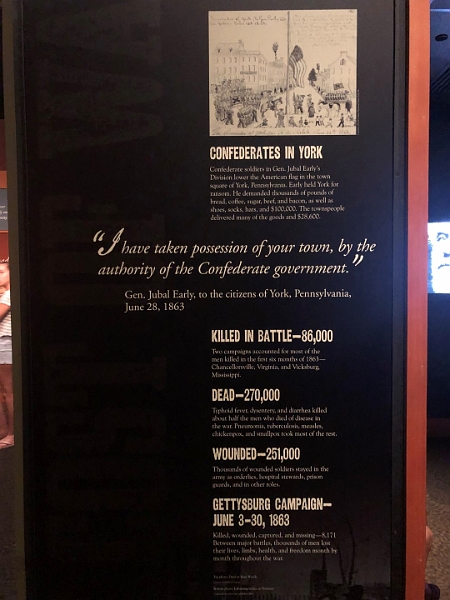 CONFEDERATES IN YORK
Confederate soldiers in Gen. Jubal Early's
Division lower the American flag in the town
square of York, Pennsylvania. Early held York for
ransom. He demanded thousands of pounds of
bread, coffee, sugar, beef, and bacon, as well as
shoes, socks, hats, and $100,000. The townspeople
delivered many of the goods and $28,600.
“I have taken possession of your town, by the
authority of the Confederate government.”
Gen. Jubal Early, to the citizens of York, Pennsylvania,
June 28, 1863
KILLED IN BATTLE—86,000
Two campaigns accounted for most of the
men killed in the first six months of 1863—
Chancellorsville, Virginia, and Vicksburg,
Mississippi.
DEAD—270,000
Typhoid fever, dysentery, and diarrhea killed
about half the men who died of disease in
the war. Pneumonia, tuberculosis, measles,
chickenpox, and smallpox took most of the rest.
WOUNDED—251,000
Thousands of wounded soldiers stayed in the
army as orderlies, hospital stewards, prison
guards, and in other roles.
GETTYSBURG CAMPAIGN—
JUNE 3–30, 1863
Killed, wounded, captured, and missing—8,171
Between major battles, thousands of men lost
their lives, limbs, health, and freedom month by
month throughout the war.